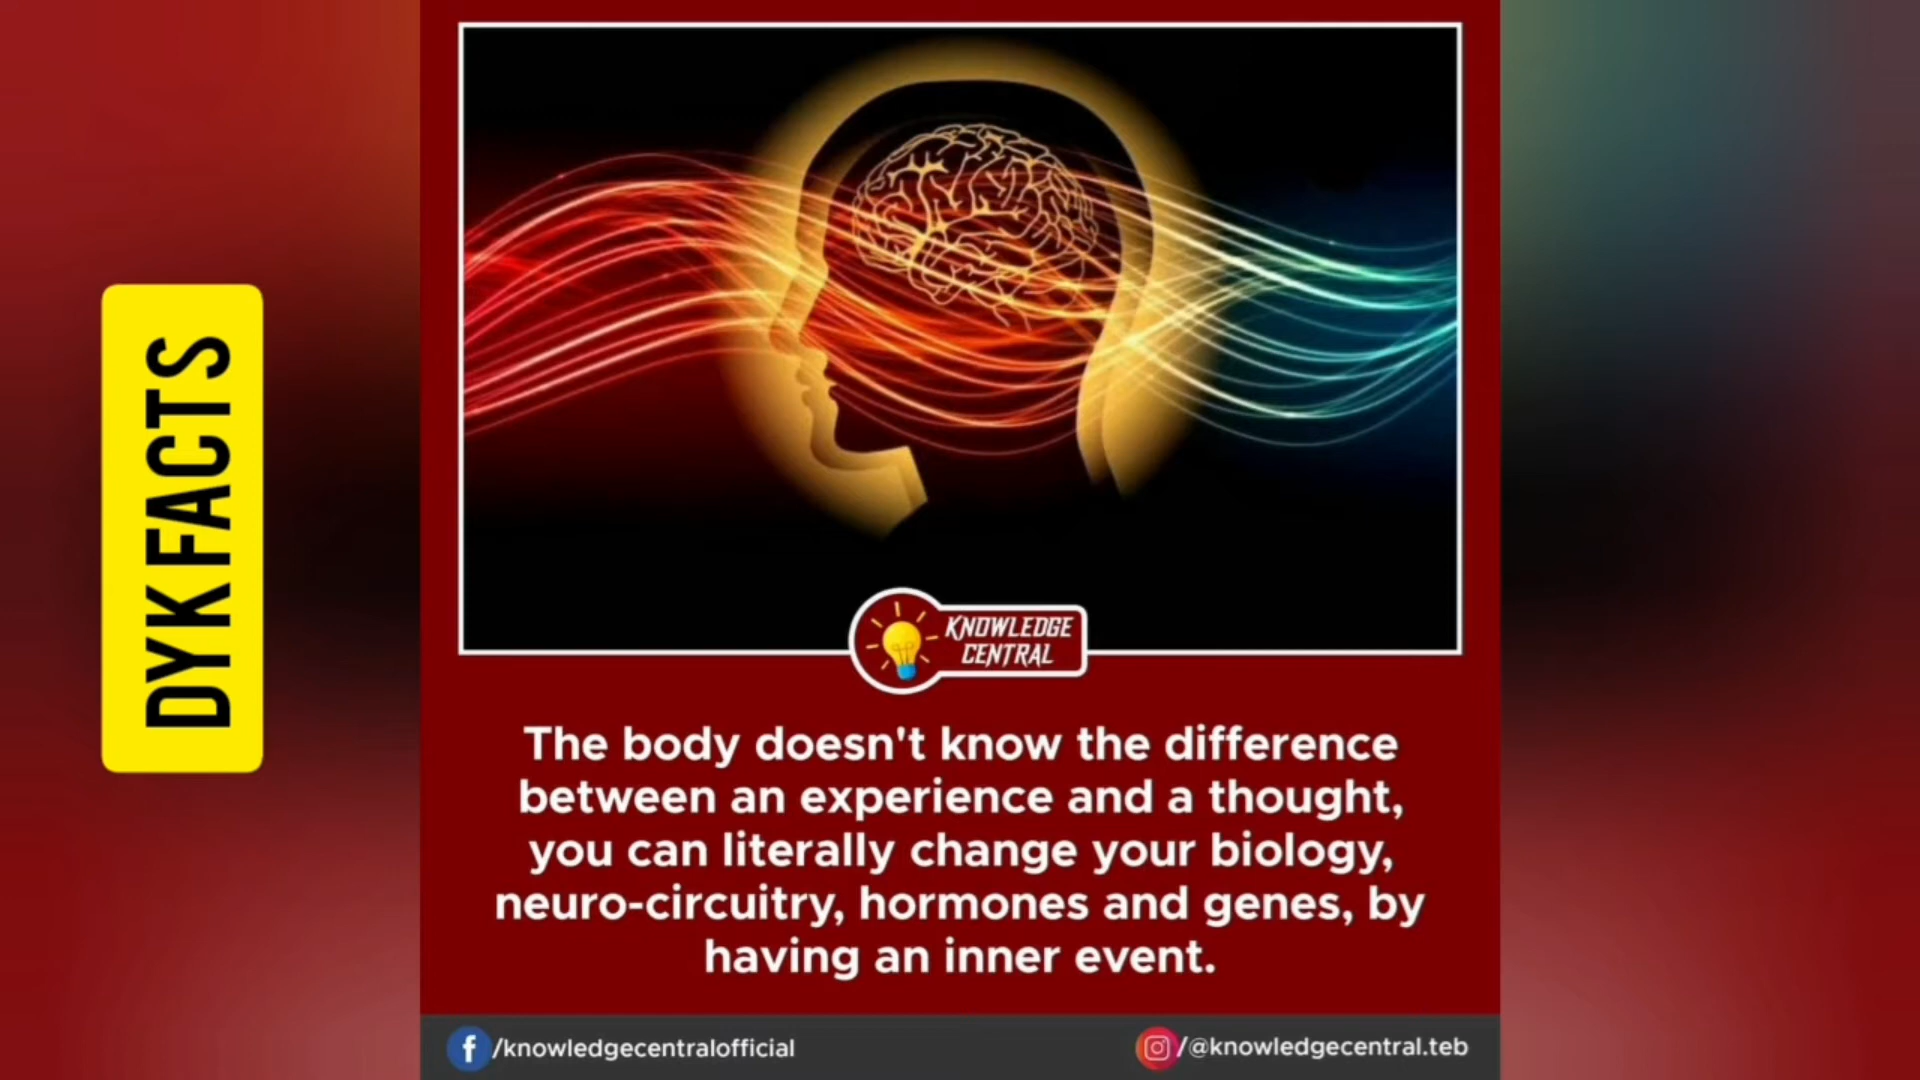 DYK FACTS
KNOWLEDGE
CENTRAL
The body doesn't know the difference
between an experience and a thought,
you can literally change your biology,
neuro-circuitry, hormones and genes, by
having an inner event.
/knowledgecentralofficial
/@knowledgecentral.teb